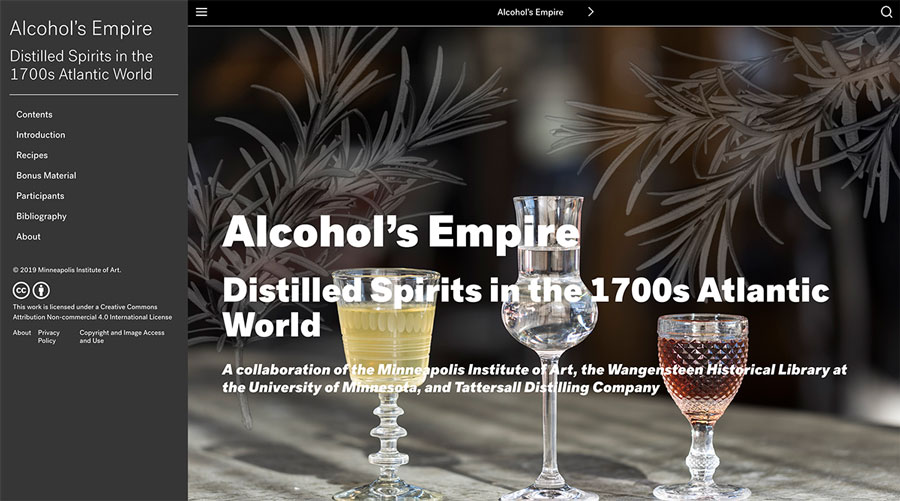 Alcohol’s Empire
Distilled Spirits in the
1700s Atlantic World
Contents
Introduction
Recipes
Bonus Material
Participants
Bibliography
About
© 2019 Minneapolis Institute of Art.
cc
This work is licensed under a Creative Commons
Attribution Non-commercial 4.0 International License
About Privacy Policy Copyright and Image Access and Use
Alcohol’s Empire
Alcohol’s Empire
Distilled Spirits in the 1700s Atlantic
World
A collaboration of the Minneapolis Institute of Art, the Wangensteen Historical Library at
the University of Minnesota, and Tattersall Distilling Company